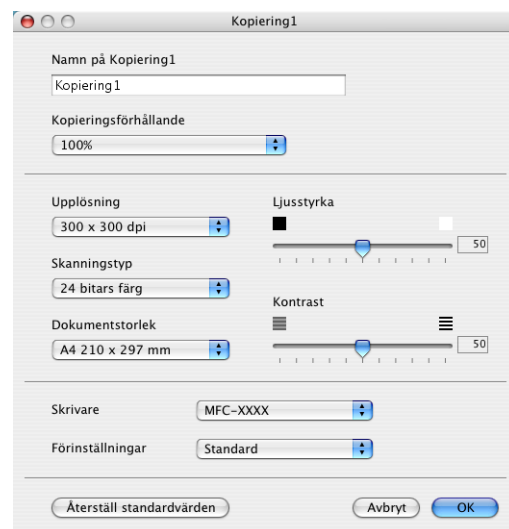 Kopiering1
Namn på Kopiering1
Kopiering1
Kopieringsförhållande
100%
Upplösning
300 x 300 dpi
Skanningstyp
24 bitars färg
Dokumentstorlek
A4 210 x 297 mm
Ljusstyrka
50
Kontrast
50
Skrivare
MFC-XXXX
Förinställningar
Standard
Återställ standardvärden
Avbryt
OK